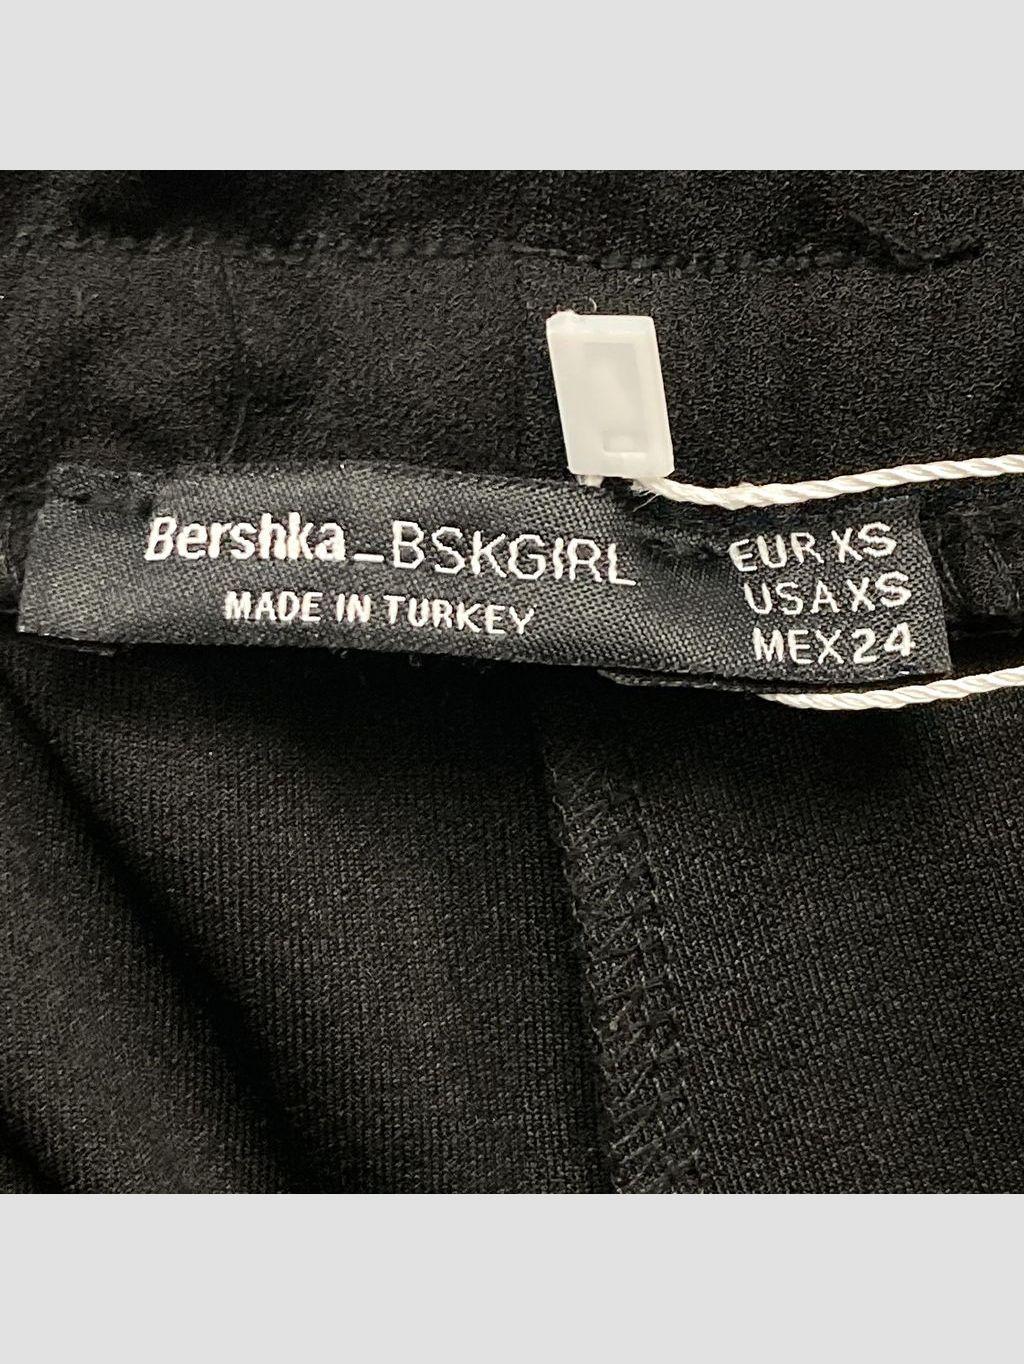 Bershka_BSKGIRL
MADE IN TURKEY
EUR XS
USA XS
MEX 24